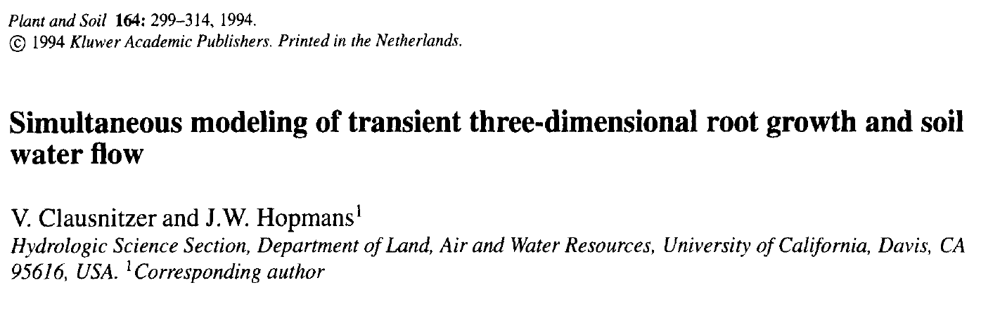 Plant and Soil 164: 299–314, 1994.
© 1994 Kluwer Academic Publishers. Printed in the Netherlands.
Simultaneous modeling of transient three-dimensional root growth and soil
water flow
V. Clausnitzer and J.W. Hopmans¹
Hydrologic Science Section, Department of Land, Air and Water Resources, University of California, Davis, CA
95616, USA. ¹Corresponding author